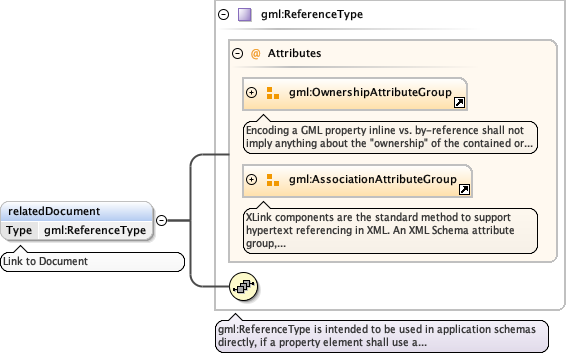 gml:ReferenceType
@ Attributes
gml:OwnershipAttributeGroup
Encoding a GML property inline vs. by-reference shall not
imply anything about the "ownership" of the contained or...
gml:AssociationAttributeGroup
XLink components are the standard method to support
hypertext referencing in XML. An XML Schema attribute
group,...
relatedDocument
Type gml:ReferenceType
Link to Document
gml:ReferenceType is intended to be used in application schemas
directly, if a property element shall use a...